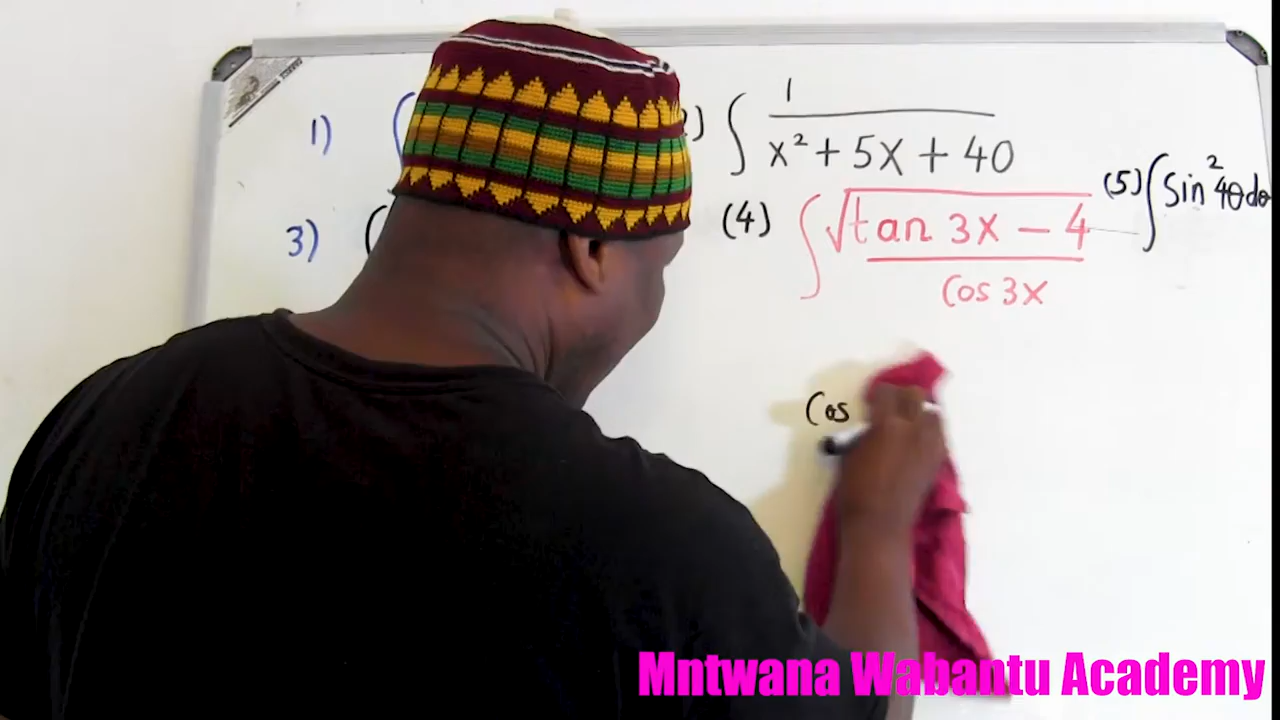 1) ∫
2) ∫ 1
x² + 5x + 40
(5) ∫ Sin² 4θ dθ
3) (
(4) ∫ √tan 3x − 4
Cos 3x
Cos
Mntwana Wabantu Academy